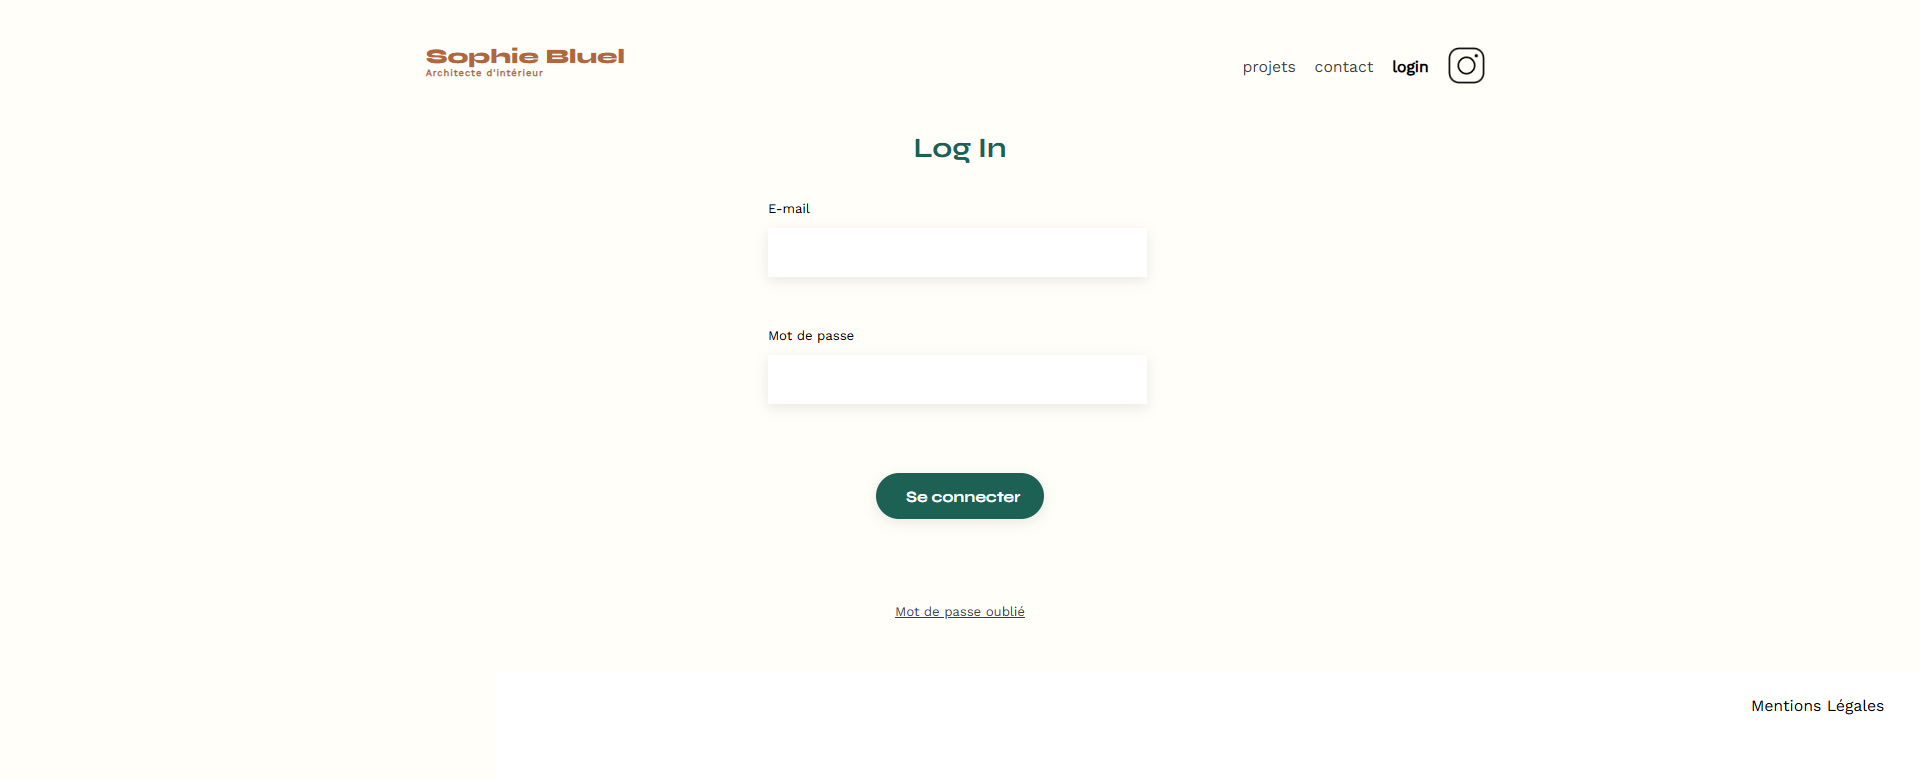 Sophie Bluel
Architecte d'intérieur
projets contact login
Log In
E-mail
Mot de passe
Se connecter
Mot de passe oublié
Mentions Légales